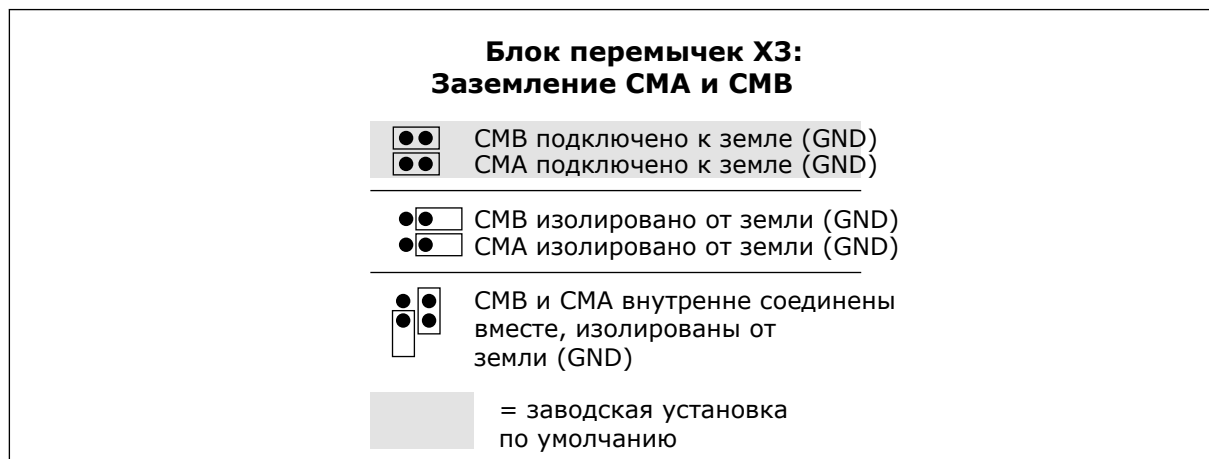 Блок перемычек X3:
Заземление CMA и CMB
CMB подключено к земле (GND)
CMA подключено к земле (GND)
CMB изолировано от земли (GND)
CMA изолировано от земли (GND)
CMB и CMA внутренне соединены
вместе, изолированы от
земли (GND)
= заводская установка
по умолчанию